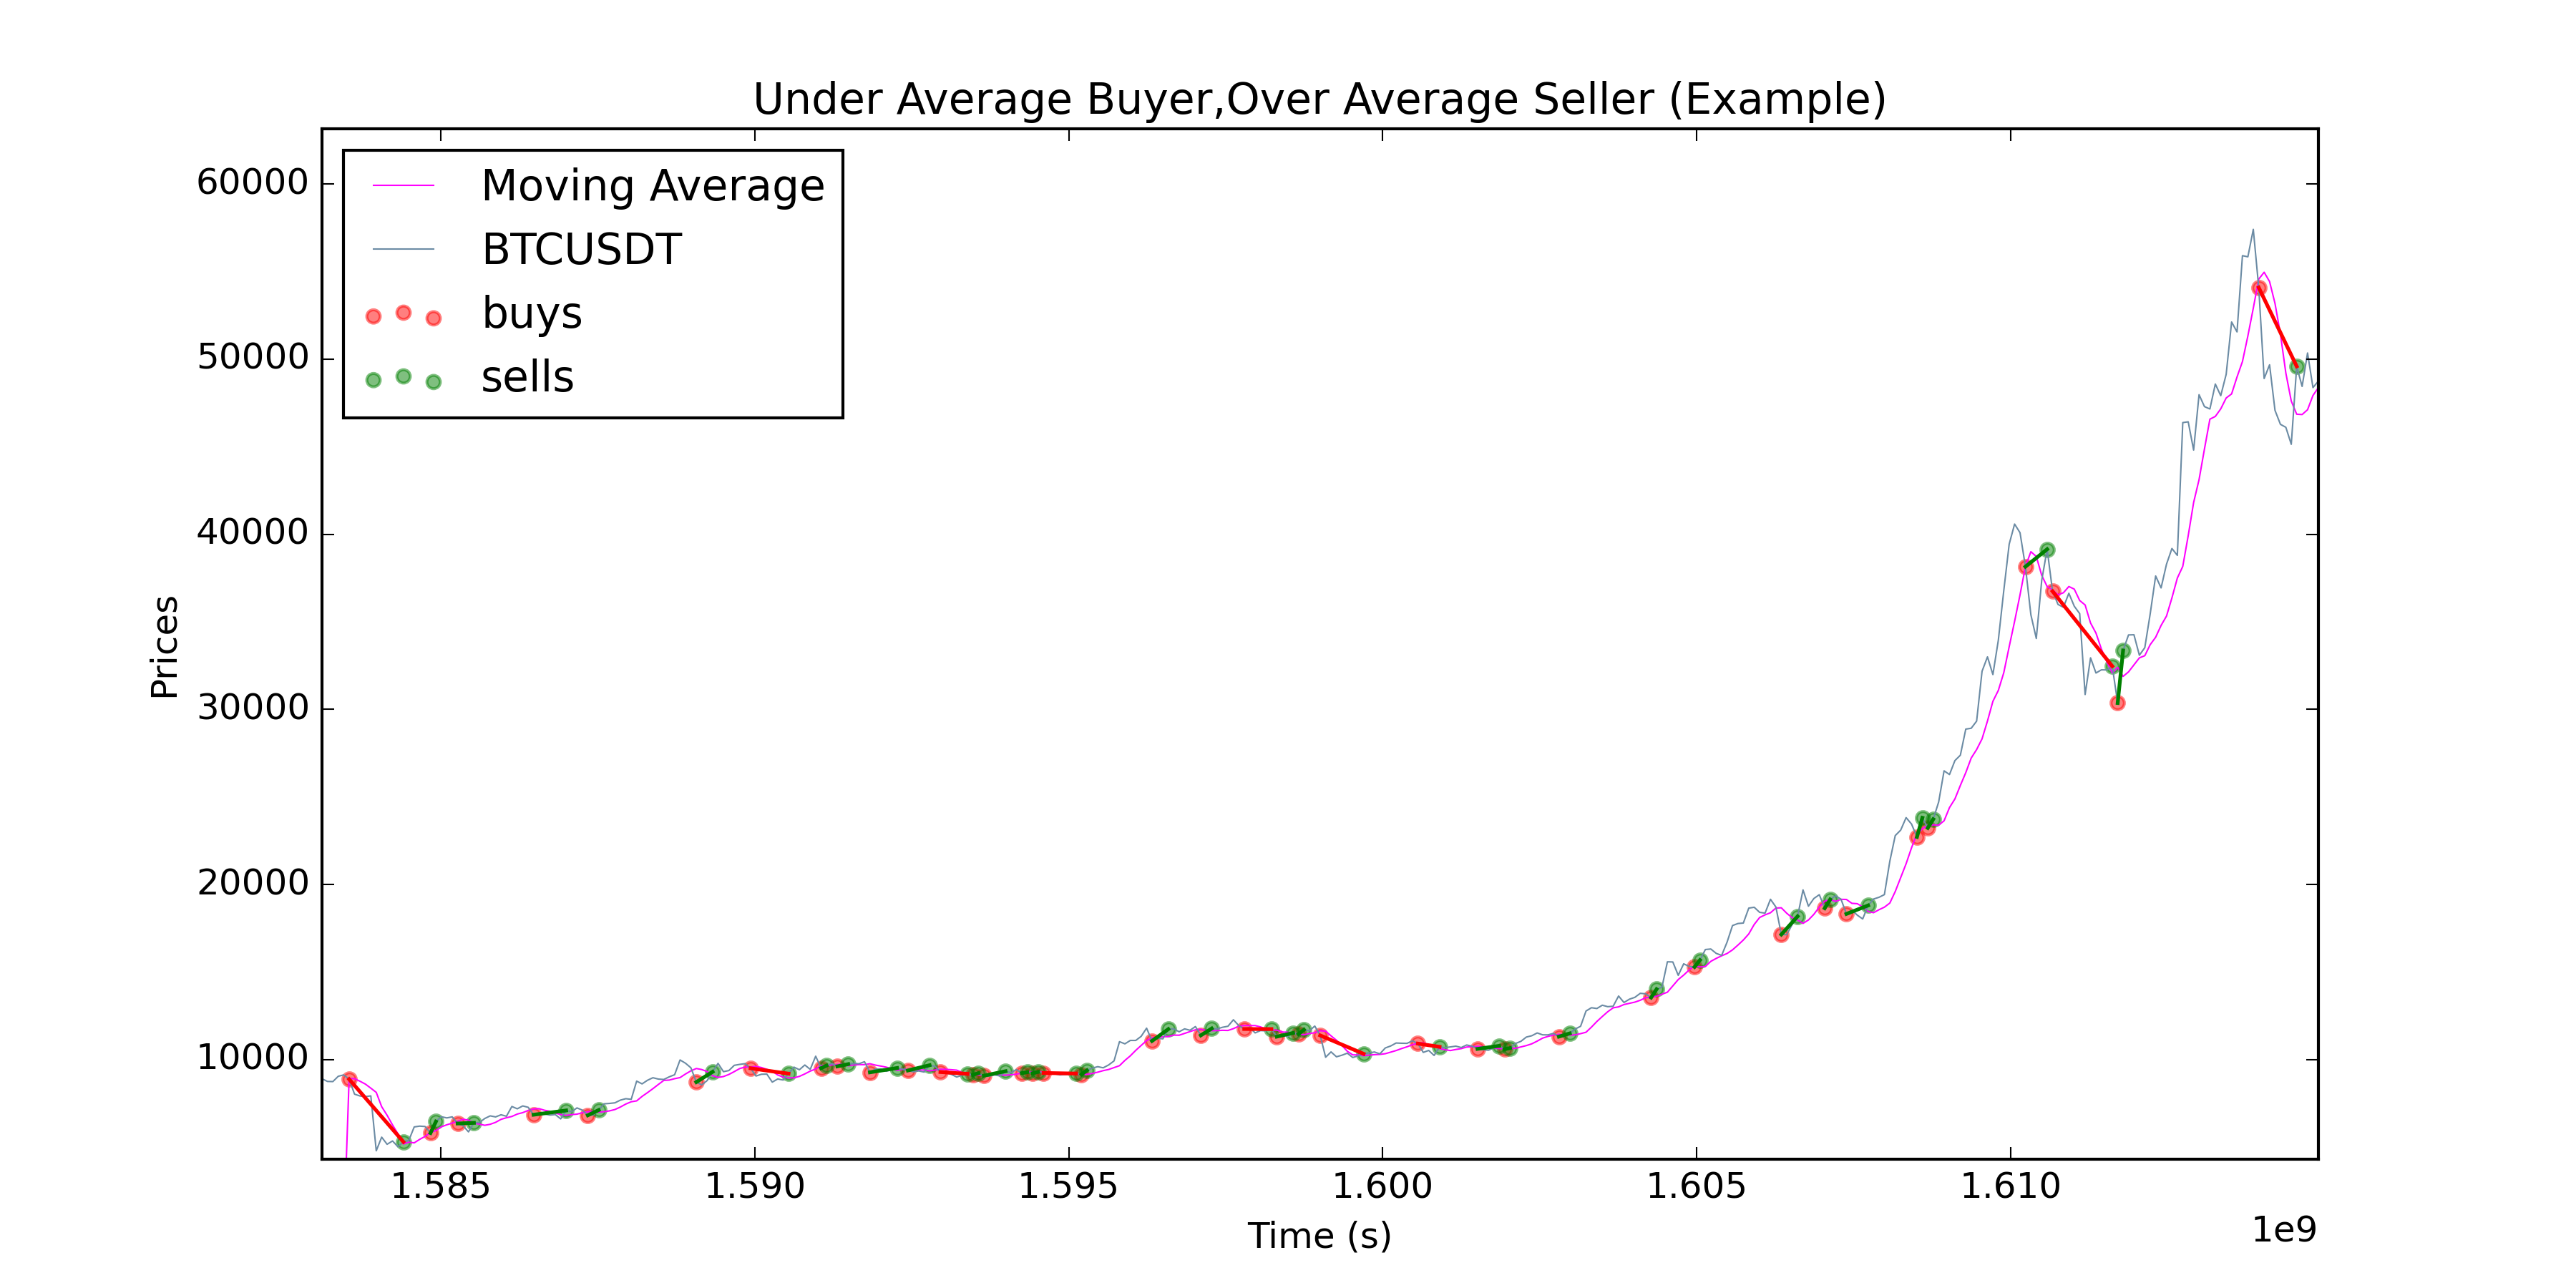 Under Average Buyer,Over Average Seller (Example)
Moving Average
BTCUSDT
buys
sells
60000
50000
40000
30000
20000
10000
Prices
1.585 1.590 1.595 1.600 1.605 1.610
Time (s)
1e9